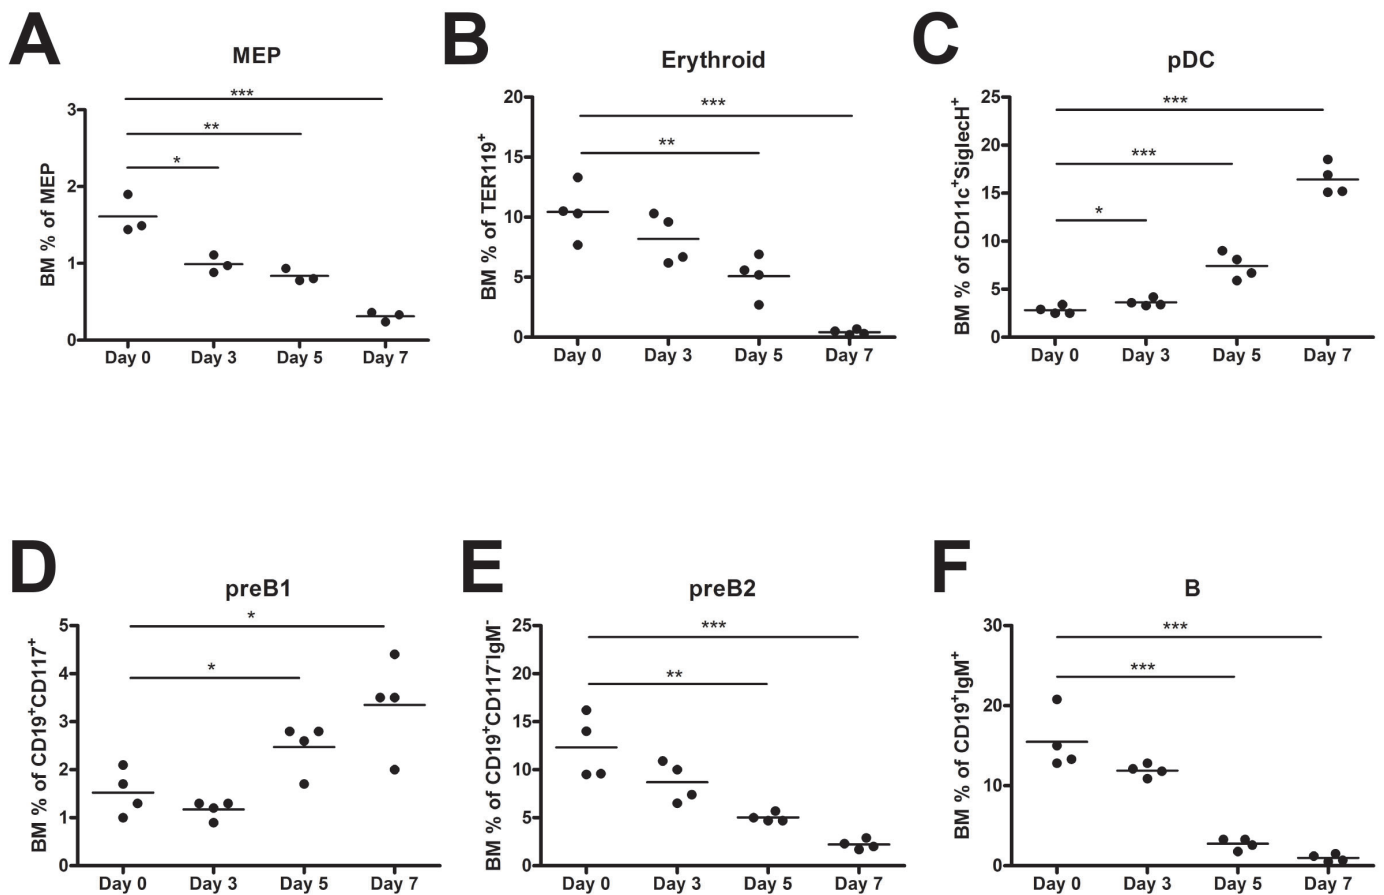 A
MEP
BM % of MEP
3
2
1
0
***
**
*
Day 0 Day 3 Day 5 Day 7
B
Erythroid
BM % of TER119+
20
15
10
5
0
***
**
Day 0 Day 3 Day 5 Day 7
C
pDC
BM % of CD11c+SiglecH+
25
20
15
10
5
0
***
***
*
Day 0 Day 3 Day 5 Day 7
D
preB1
BM % of CD19+CD117+
5
4
3
2
1
0
*
*
Day 0 Day 3 Day 5 Day 7
E
preB2
BM % of CD19+CD117-IgM-
25
20
15
10
5
0
***
**
Day 0 Day 3 Day 5 Day 7
F
B
BM % of CD19+IgM+
30
20
10
0
***
***
Day 0 Day 3 Day 5 Day 7